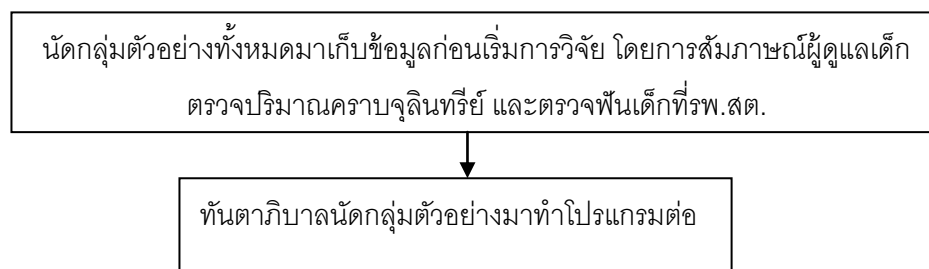 นัดกลุ่มตัวอย่างทั้งหมดมาเก็บข้อมูลก่อนเริ่มการวิจัย โดยการสัมภาษณ์ผู้ดูแลเด็ก
ตรวจปริมาณคราบจุลินทรีย์ และตรวจฟันเด็กที่รพ.สต.
ทันตาภิบาลนัดกลุ่มตัวอย่างมาทำโปรแกรมต่อ